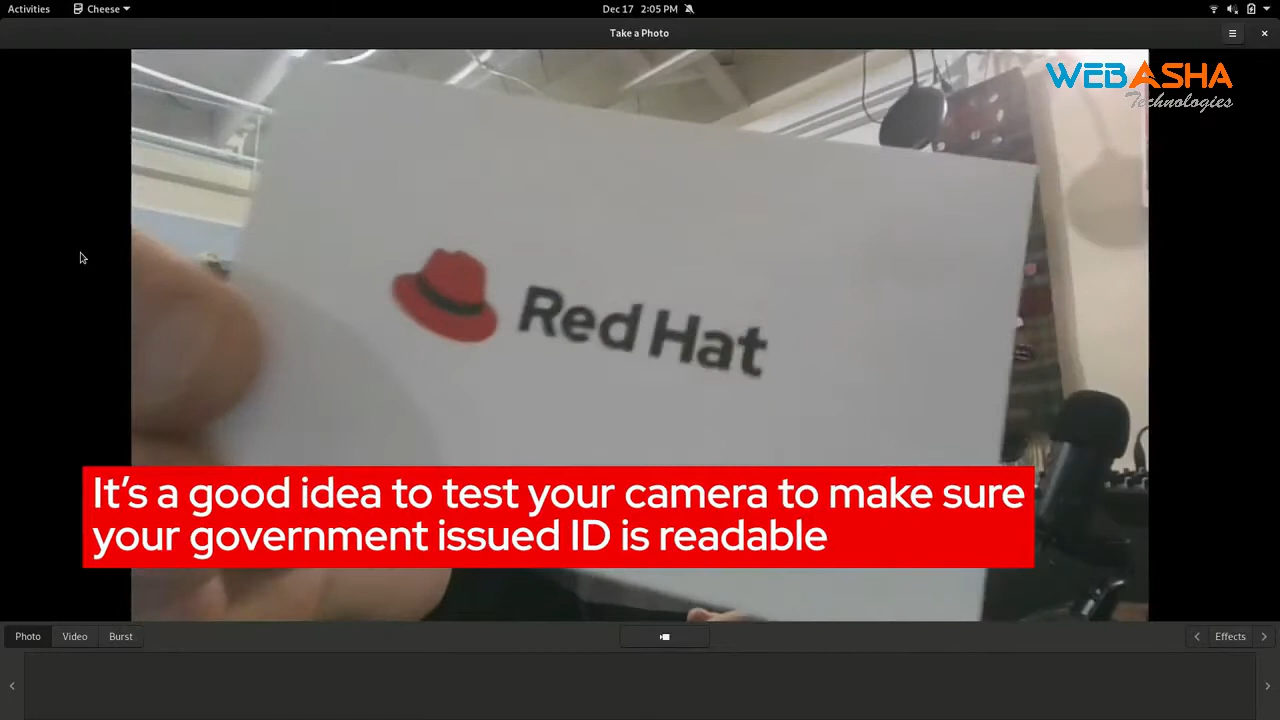 Activities
Cheese
Dec 17 2:05 PM
Take a Photo
WEBASHA
Technologies
Red Hat
It's a good idea to test your camera to make sure
your government issued ID is readable
Photo
Video
Burst
Effects